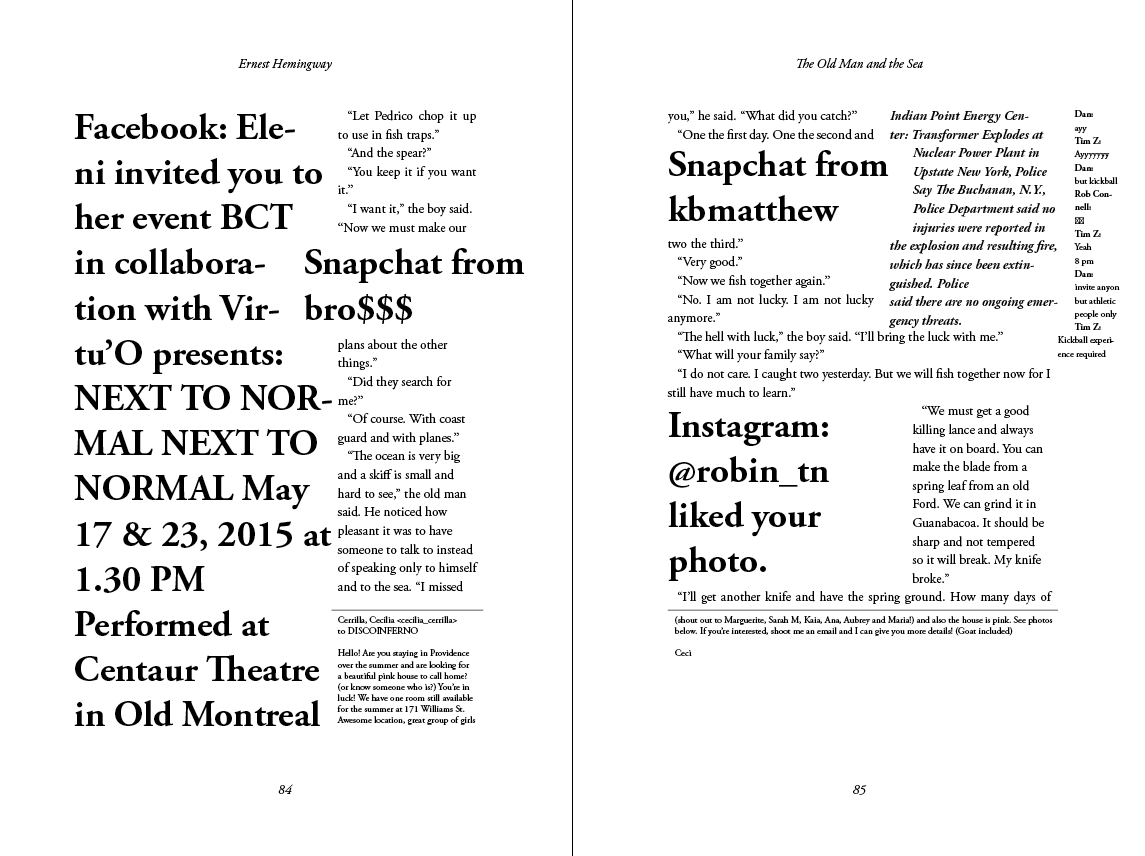 Ernest Hemingway
Facebook: Ele-
ni invited you to
her event BCT
in collabora-
tion with Vir-
tu’O presents:
NEXT TO NOR-
MAL NEXT TO
NORMAL May
17 & 23, 2015 at
1.30 PM
Performed at
Centaur Theatre
in Old Montreal
“Let Pedrico chop it up
to use in fish traps.”
“And the spear?”
“You keep it if you want
it.”
“I want it,” the boy said.
“Now we must make our
Snapchat from
bro$$$
plans about the other
things.”
“Did they search for
me?”
“Of course. With coast
guard and with planes.”
“The ocean is very big
and a skiff is small and
hard to see,” the old man
said. He noticed how
pleasant it was to have
someone to talk to instead
of speaking only to himself
and to the sea. “I missed
Cerrilla, Cecilia <cecilia_cerrilla>
to DISCOINFERNO
Hello! Are you staying in Providence
over the summer and are looking for
a beautiful pink house to call home?
(or know someone who is?) You’re in
luck! We have one room still available
for the summer at 171 Williams St.
Awesome location, great group of girls
84
The Old Man and the Sea
you,” he said. “What did you catch?”
“One the first day. One the second and
Snapchat from
kbmatthew
two the third.”
“Very good.”
“Now we fish together again.”
“No. I am not lucky. I am not lucky
anymore.”
“The hell with luck,” the boy said. “I’ll bring the luck with me.”
“What will your family say?”
“I do not care. I caught two yesterday. But we will fish together now for I
still have much to learn.”
Indian Point Energy Cen-
ter: Transformer Explodes at
Nuclear Power Plant in
Upstate New York, Police
Say The Buchanan, N.Y.,
Police Department said no
injuries were reported in
the explosion and resulting fire,
which has since been extin-
guished. Police
said there are no ongoing emer-
gency threats.
Dan:
ayy
Tim Z:
Ayyyyyyy
Dan:
but kickball
Rob Con-
nell:
Tim Z:
Yeah
8 pm
Dan:
invite anyon
but athletic
people only
Tim Z:
Kickball experi-
ence required
Instagram:
@robin_tn
liked your
photo.
“We must get a good
killing lance and always
have it on board. You can
make the blade from a
spring leaf from an old
Ford. We can grind it in
Guanabacoa. It should be
sharp and not tempered
so it will break. My knife
broke.”
“I’ll get another knife and have the spring ground. How many days of
(shout out to Marguerite, Sarah M, Kaia, Ana, Aubrey and Maria!) and also the house is pink. See photos
below. If you’re interested, shoot me an email and I can give you more details! (Goat included)
Ceci
85